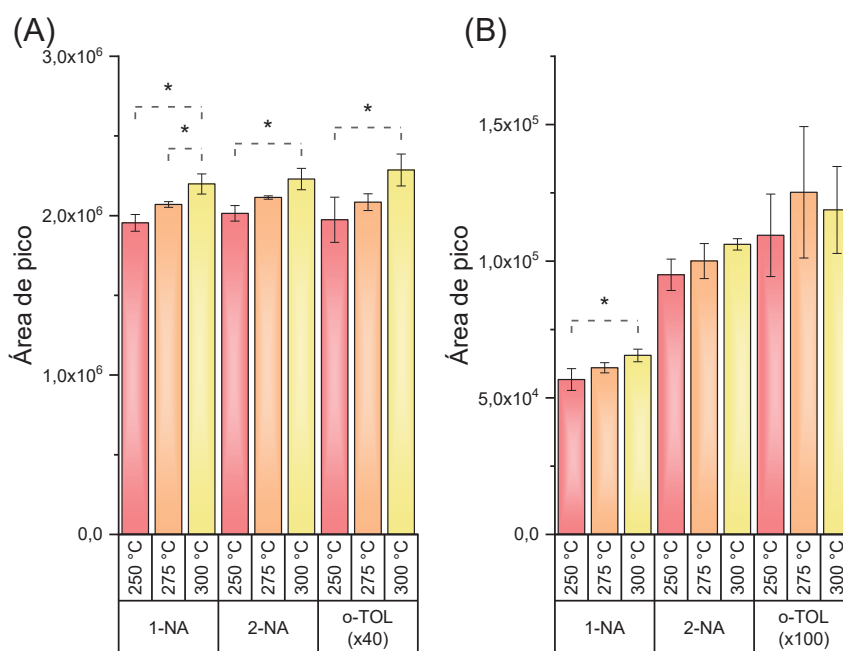 (A)
Área de pico
3,0x10⁶
2,0x10⁶
1,0x10⁶
0,0
*
*
*
*
250 °C
275 °C
300 °C
250 °C
275 °C
300 °C
250 °C
275 °C
300 °C
1-NA
2-NA
o-TOL
(x40)
(B)
Área de pico
1,5x10⁵
1,0x10⁵
5,0x10⁴
0,0
*
250 °C
275 °C
300 °C
250 °C
275 °C
300 °C
250 °C
275 °C
300 °C
1-NA
2-NA
o-TOL
(x100)